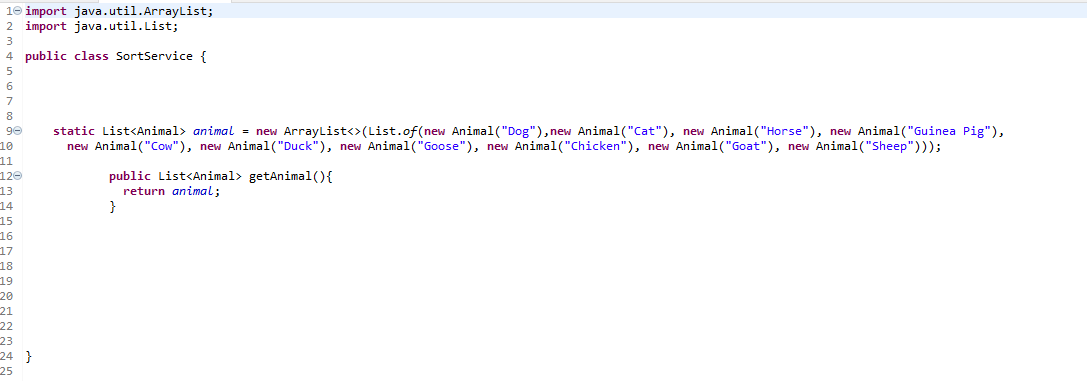 1 import java.util.ArrayList;
2 import java.util.List;
3
4 public class SortService {
5
6
7
8
9 static List<Animal> animal = new ArrayList<>(List.of(new Animal("Dog"),new Animal("Cat"), new Animal("Horse"), new Animal("Guinea Pig"),
10 new Animal("Cow"), new Animal("Duck"), new Animal("Goose"), new Animal("Chicken"), new Animal("Goat"), new Animal("Sheep")));
11
12 public List<Animal> getAnimal(){
13 return animal;
14 }
15
16
17
18
19
20
21
22
23
24 }
25